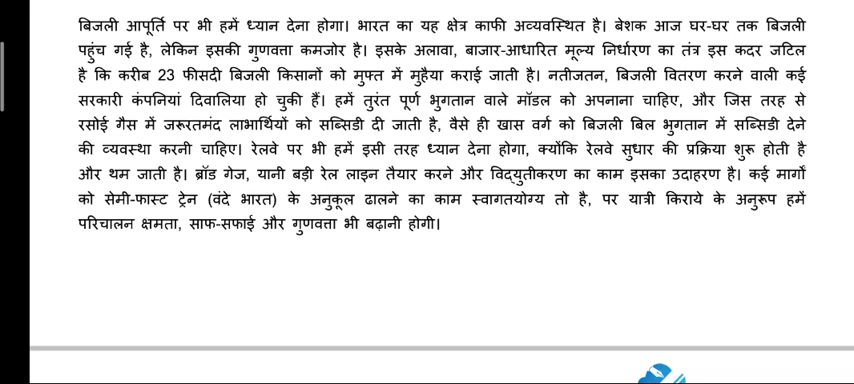 बिजली आपूर्ति पर भी हमें ध्यान देना होगा। भारत का यह क्षेत्र काफी अव्यवस्थित है। बेशक आज घर-घर तक बिजली
पहुंच गई है, लेकिन इसकी गुणवत्ता कमजोर है। इसके अलावा, बाजार-आधारित मूल्य निर्धारण का तंत्र इस कदर जटिल
है कि करीब 23 फीसदी बिजली किसानों को मुफ्त में मुहैया कराई जाती है। नतीजतन, बिजली वितरण करने वाली कई
सरकारी कंपनियां दिवालिया हो चुकी हैं। हमें तुरंत पूर्ण भुगतान वाले मॉडल को अपनाना चाहिए, और जिस तरह से
रसोई गैस में जरूरतमंद लाभार्थियों को सब्सिडी दी जाती है, वैसे ही खास वर्ग को बिजली बिल भुगतान में सब्सिडी देने
की व्यवस्था करनी चाहिए। रेलवे पर भी हमें इसी तरह ध्यान देना होगा, क्योंकि रेलवे सुधार की प्रक्रिया शुरू होती है
और थम जाती है। ब्रॉड गेज, यानी बड़ी रेल लाइन तैयार करने और विद्युतीकरण का काम इसका उदाहरण है। कई मार्गों
को सेमी-फास्ट ट्रेन (वंदे भारत) के अनुकूल ढालने का काम स्वागतयोग्य तो है, पर यात्री किराये के अनुरूप हमें
परिचालन क्षमता, साफ-सफाई और गुणवत्ता भी बढ़ानी होगी।